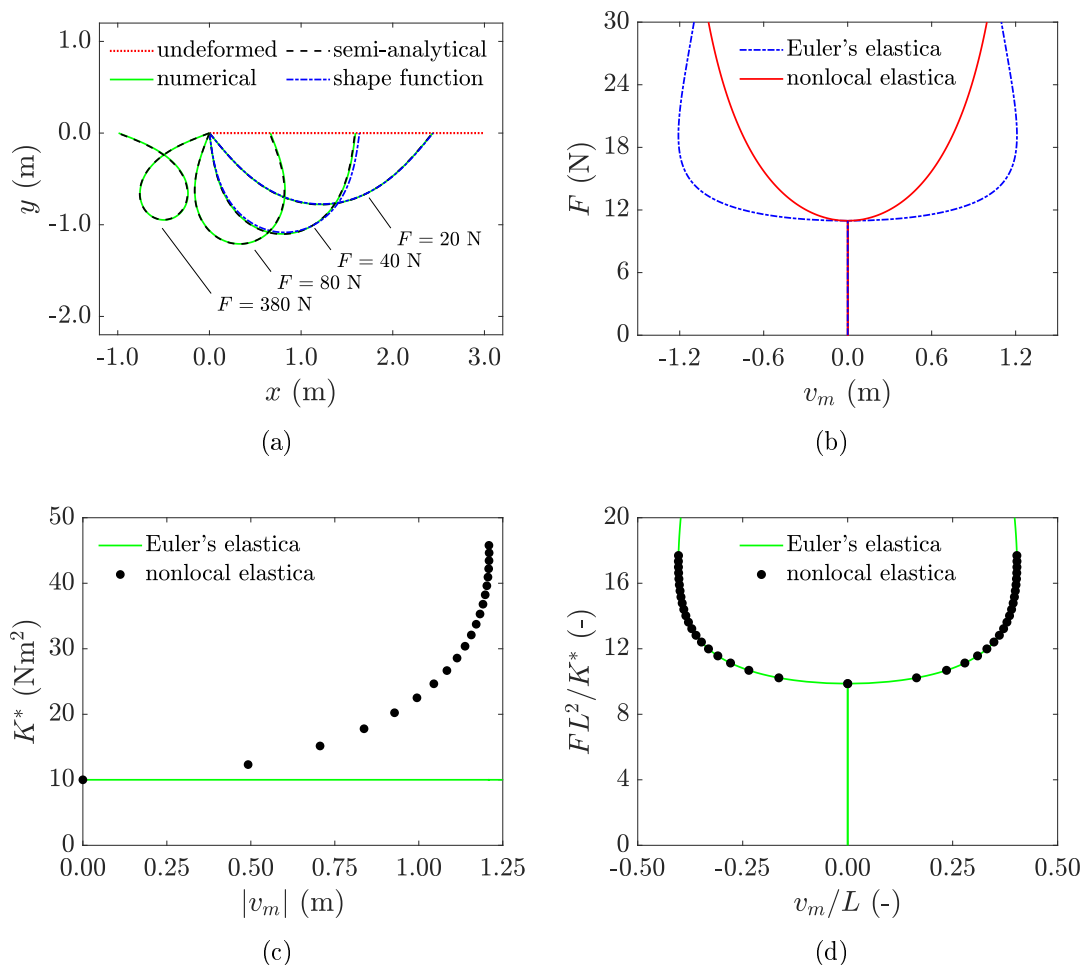 1.0
0.0
-1.0
-2.0
y (m)
undeformed
numerical
semi-analytical
shape function
F = 20 N
F = 40 N
F = 80 N
F = 380 N
-1.0 0.0 1.0 2.0 3.0
x (m)
(a)
30
24
18
12
6
0
F (N)
Euler's elastica
nonlocal elastica
-1.2 -0.6 0.0 0.6 1.2
v_m (m)
(b)
50
40
30
20
10
0
K* (Nm²)
Euler's elastica
nonlocal elastica
0.00 0.25 0.50 0.75 1.00 1.25
|v_m| (m)
(c)
20
16
12
8
4
0
FL²/K* (-)
Euler's elastica
nonlocal elastica
-0.50 -0.25 0.00 0.25 0.50
v_m/L (-)
(d)